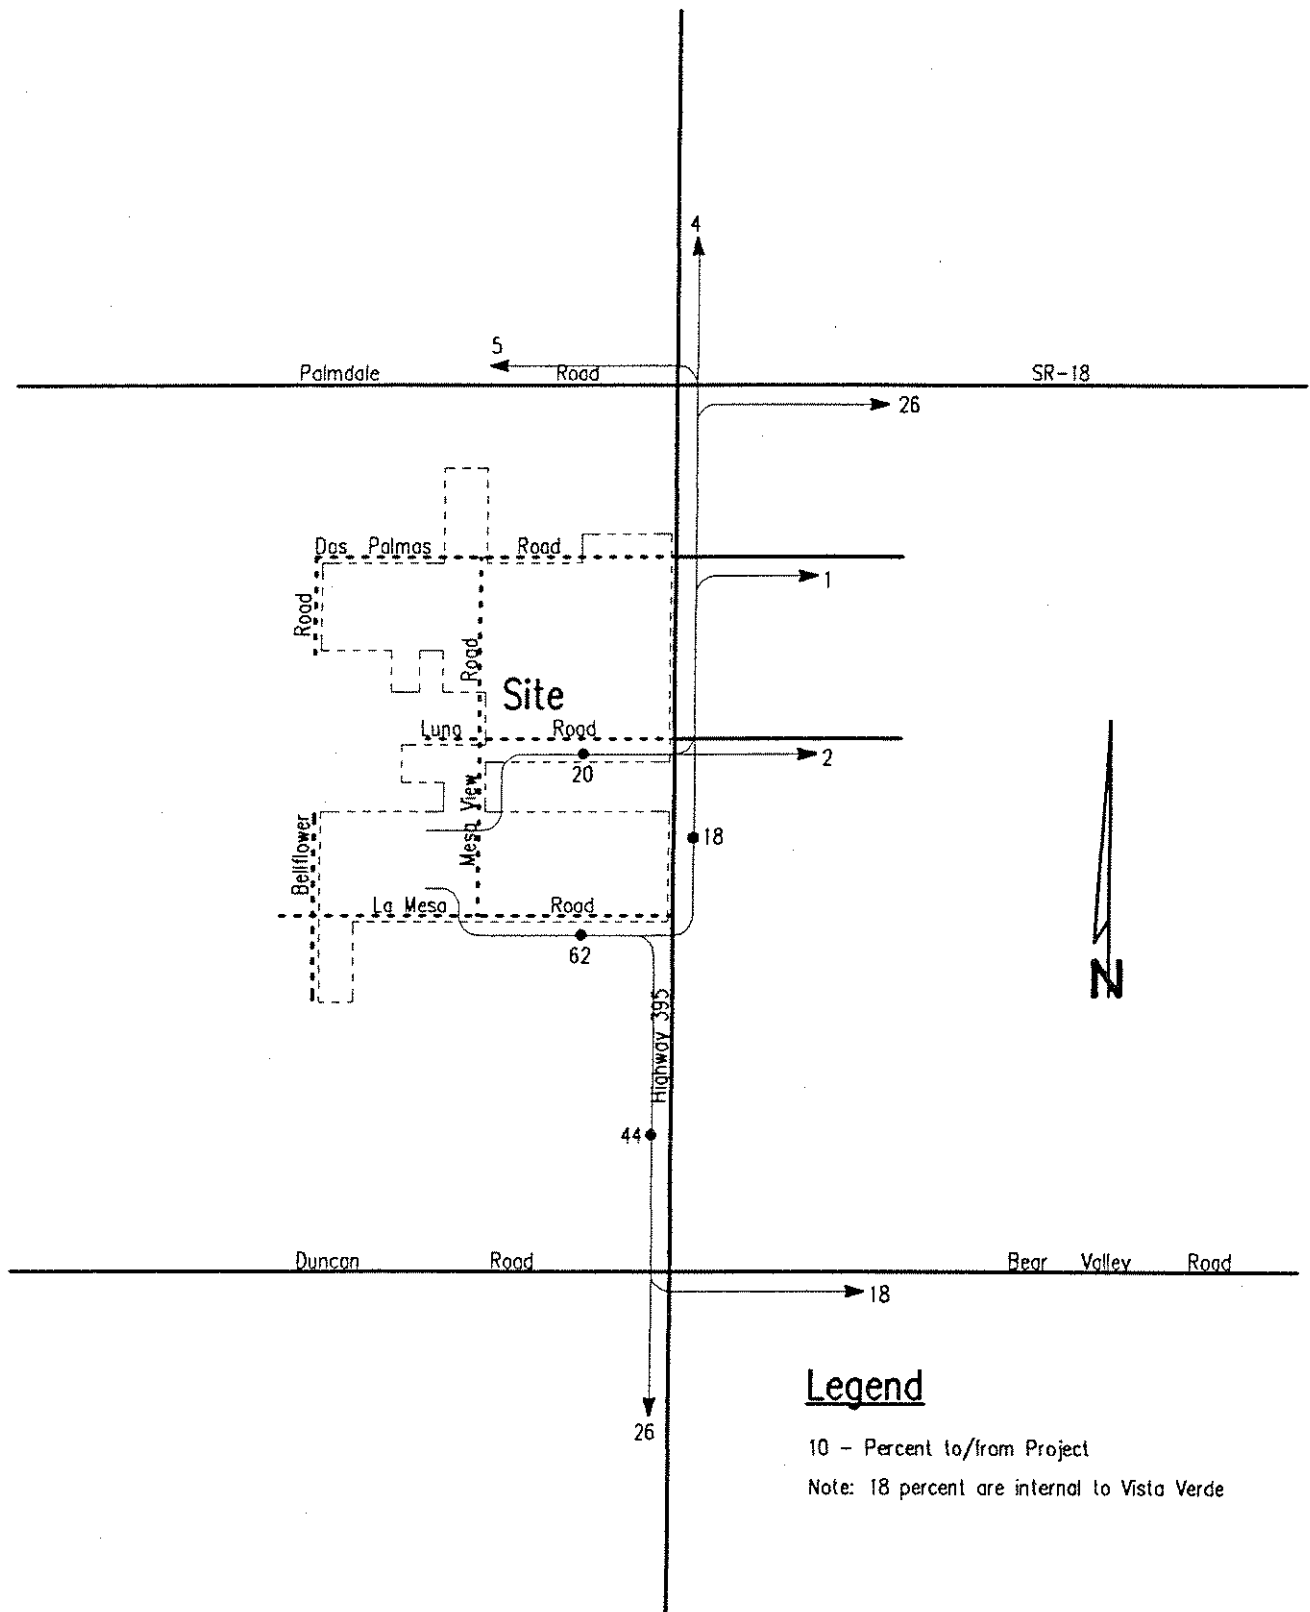 4
5
Palmdale Road SR-18
26
Dos Palmas Road
1
Road
Road
Site
Luna Road
2
20
Mesa View
18
Bellflower
La Mesa Road
62
N
Highway 395
44
Duncan Road Bear Valley Road
18
26
Legend
10 - Percent to/from Project
Note: 18 percent are internal to Vista Verde